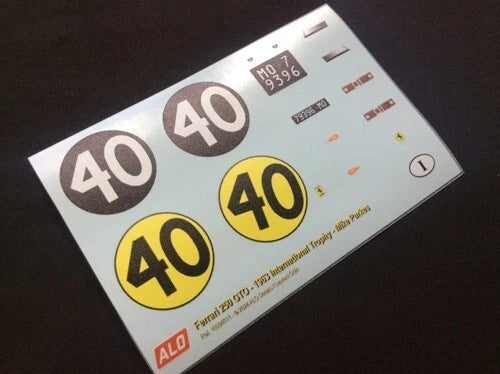 MO 7
9396
40
40
79396-MO
40
40
I
Ferrari 250 GTO - 1963 International Trophy - Mike Parkes
ALO